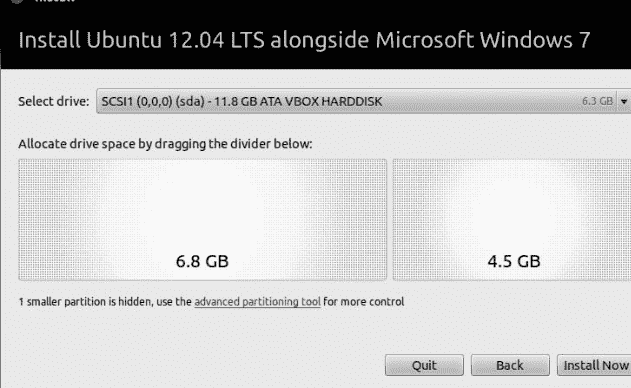 Install
Install Ubuntu 12.04 LTS alongside Microsoft Windows 7
Select drive: SCSI1 (0,0,0) (sda) - 11.8 GB ATA VBOX HARDDISK 6.3 GB
Allocate drive space by dragging the divider below:
6.8 GB 4.5 GB
1 smaller partition is hidden, use the advanced partitioning tool for more control
Quit Back Install Now